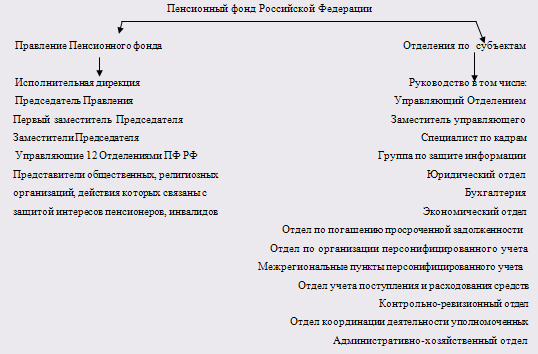 Пенсионный фонд Российской Федерации
Правление Пенсионного фонда
Исполнительная дирекция
Председатель Правления
Первый заместитель Председателя
Заместители Председателя
Управляющие 12 Отделениями ПФ РФ
Представители общественных, религиозных
организаций, действия которых связаны с
защитой интересов пенсионеров, инвалидов
Отделения по субъектам
Руководство в том числе:
Управляющий Отделением
Заместитель управляющего
Специалист по кадрам
Группа по защите информации
Юридический отдел
Бухгалтерия
Экономический отдел
Отдел по погашению просроченной задолженности
Отдел по организации персонифицированного учета
Межрегиональные пункты персонифицированного учета
Отдел учета поступления и расходования средств
Контрольно-ревизионный отдел
Отдел координации деятельности уполномоченных
Административно-хозяйственный отдел